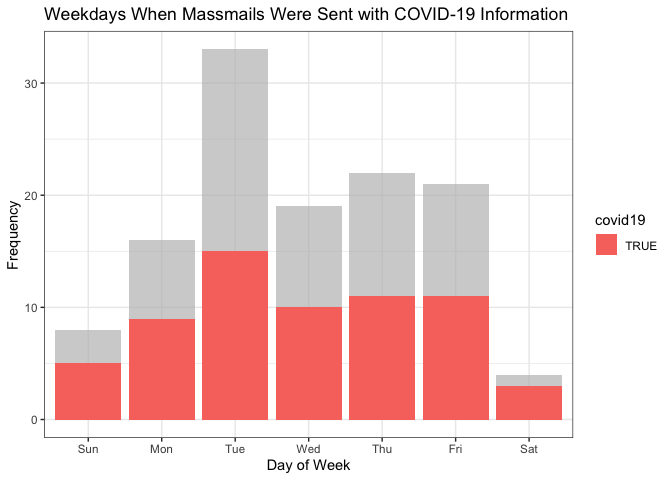 Weekdays When Massmails Were Sent with COVID-19 Information
Frequency
30
20
10
0
Sun Mon Tue Wed Thu Fri Sat
Day of Week
covid19
TRUE